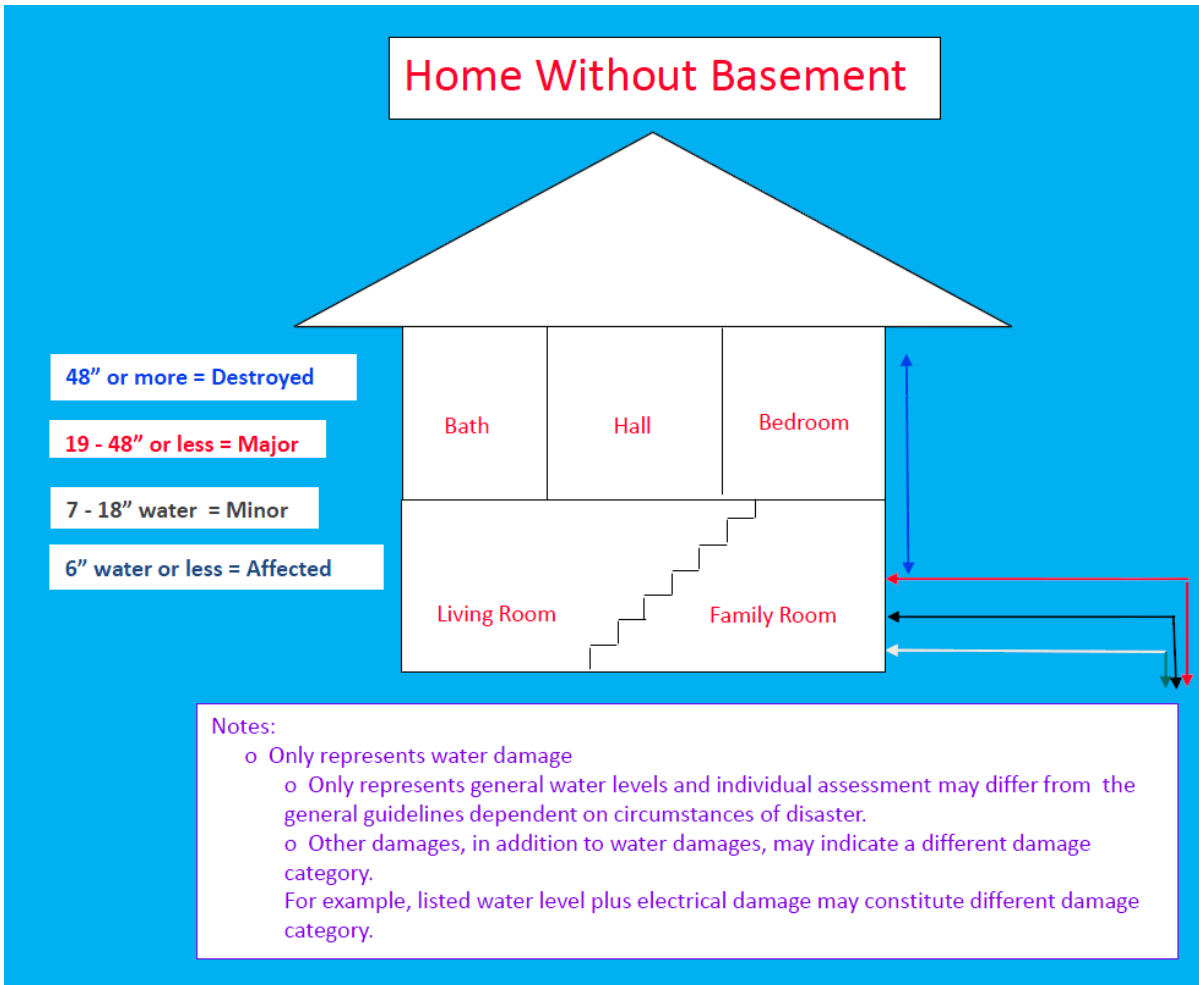 Home Without Basement
48” or more = Destroyed
19 - 48” or less = Major
7 - 18” water  = Minor
6” water or less = Affected
Bath
Hall
Bedroom
Living Room
Family Room
Notes:
o Only represents water damage
o Only represents general water levels and individual assessment may differ from  the
general guidelines dependent on circumstances of disaster.
o Other damages, in addition to water damages, may indicate a different damage
category.
For example, listed water level plus electrical damage may constitute different damage
category.